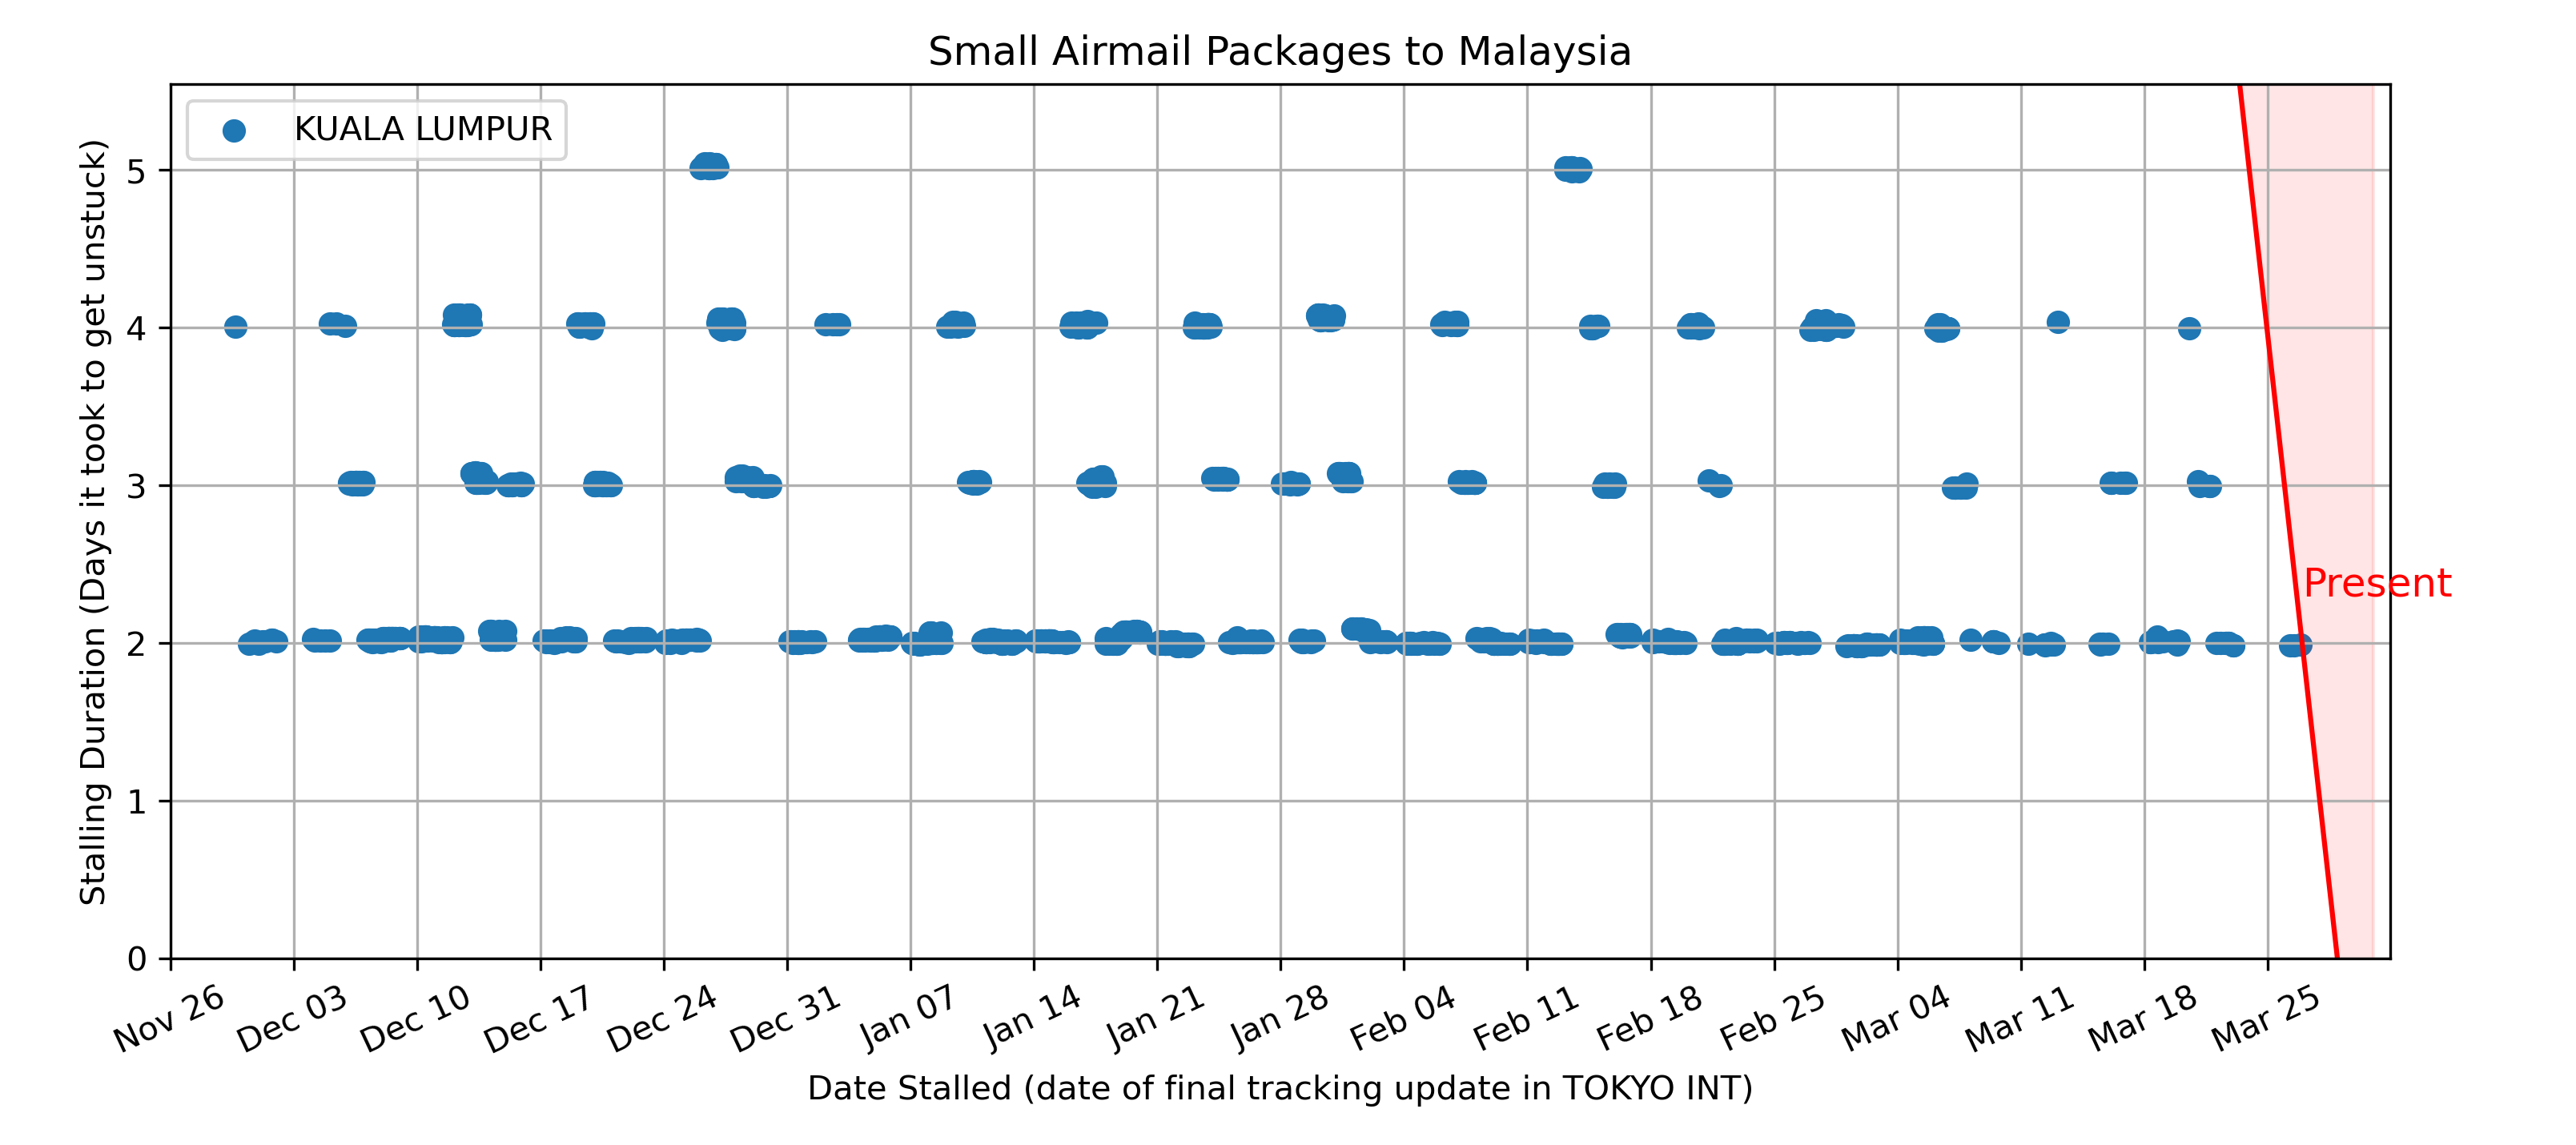 Small Airmail Packages to Malaysia
KUALA LUMPUR
Stalling Duration (Days it took to get unstuck)
5
4
3
2
1
0
Present
Nov 26
Dec 03
Dec 10
Dec 17
Dec 24
Dec 31
Jan 07
Jan 14
Jan 21
Jan 28
Feb 04
Feb 11
Feb 18
Feb 25
Mar 04
Mar 11
Mar 18
Mar 25
Date Stalled (date of final tracking update in TOKYO INT)